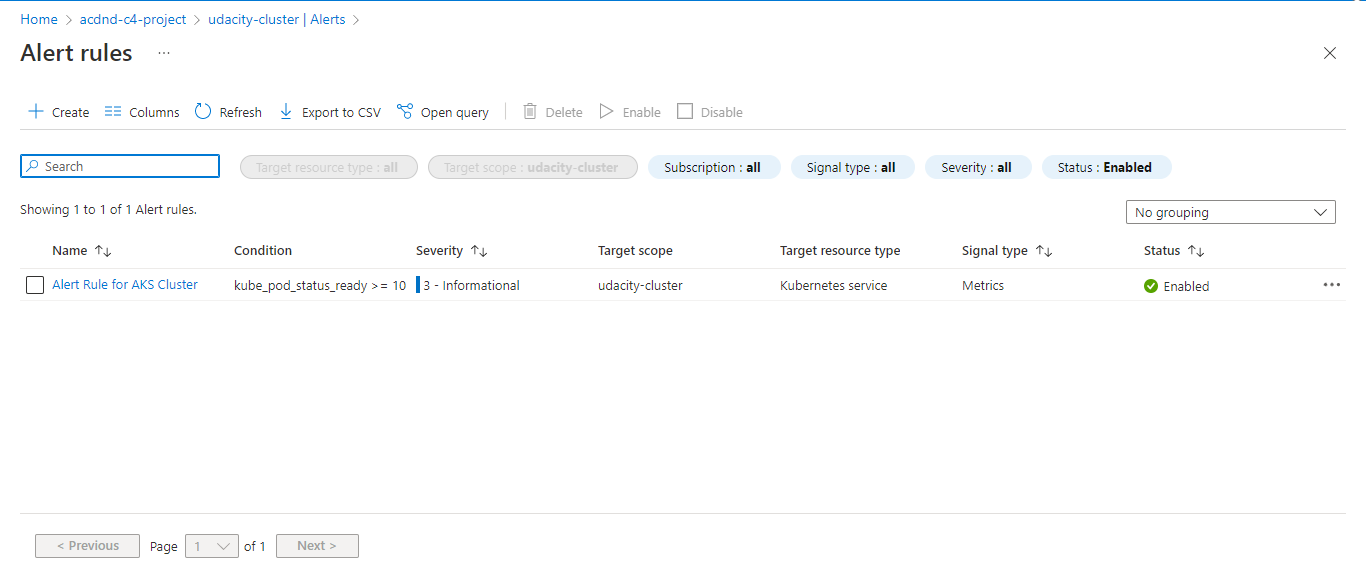 Home > acdnd-c4-project > udacity-cluster | Alerts >
Alert rules ...
Create Columns Refresh Export to CSV Open query Delete Enable Disable
Search Target resource type : all Target scope : udacity-cluster Subscription : all Signal type : all Severity : all Status : Enabled
Showing 1 to 1 of 1 Alert rules.
No grouping
Name Condition Severity Target scope Target resource type Signal type Status
Alert Rule for AKS Cluster kube_pod_status_ready >= 10 3 - Informational udacity-cluster Kubernetes service Metrics Enabled
< Previous Page 1 of 1 Next >